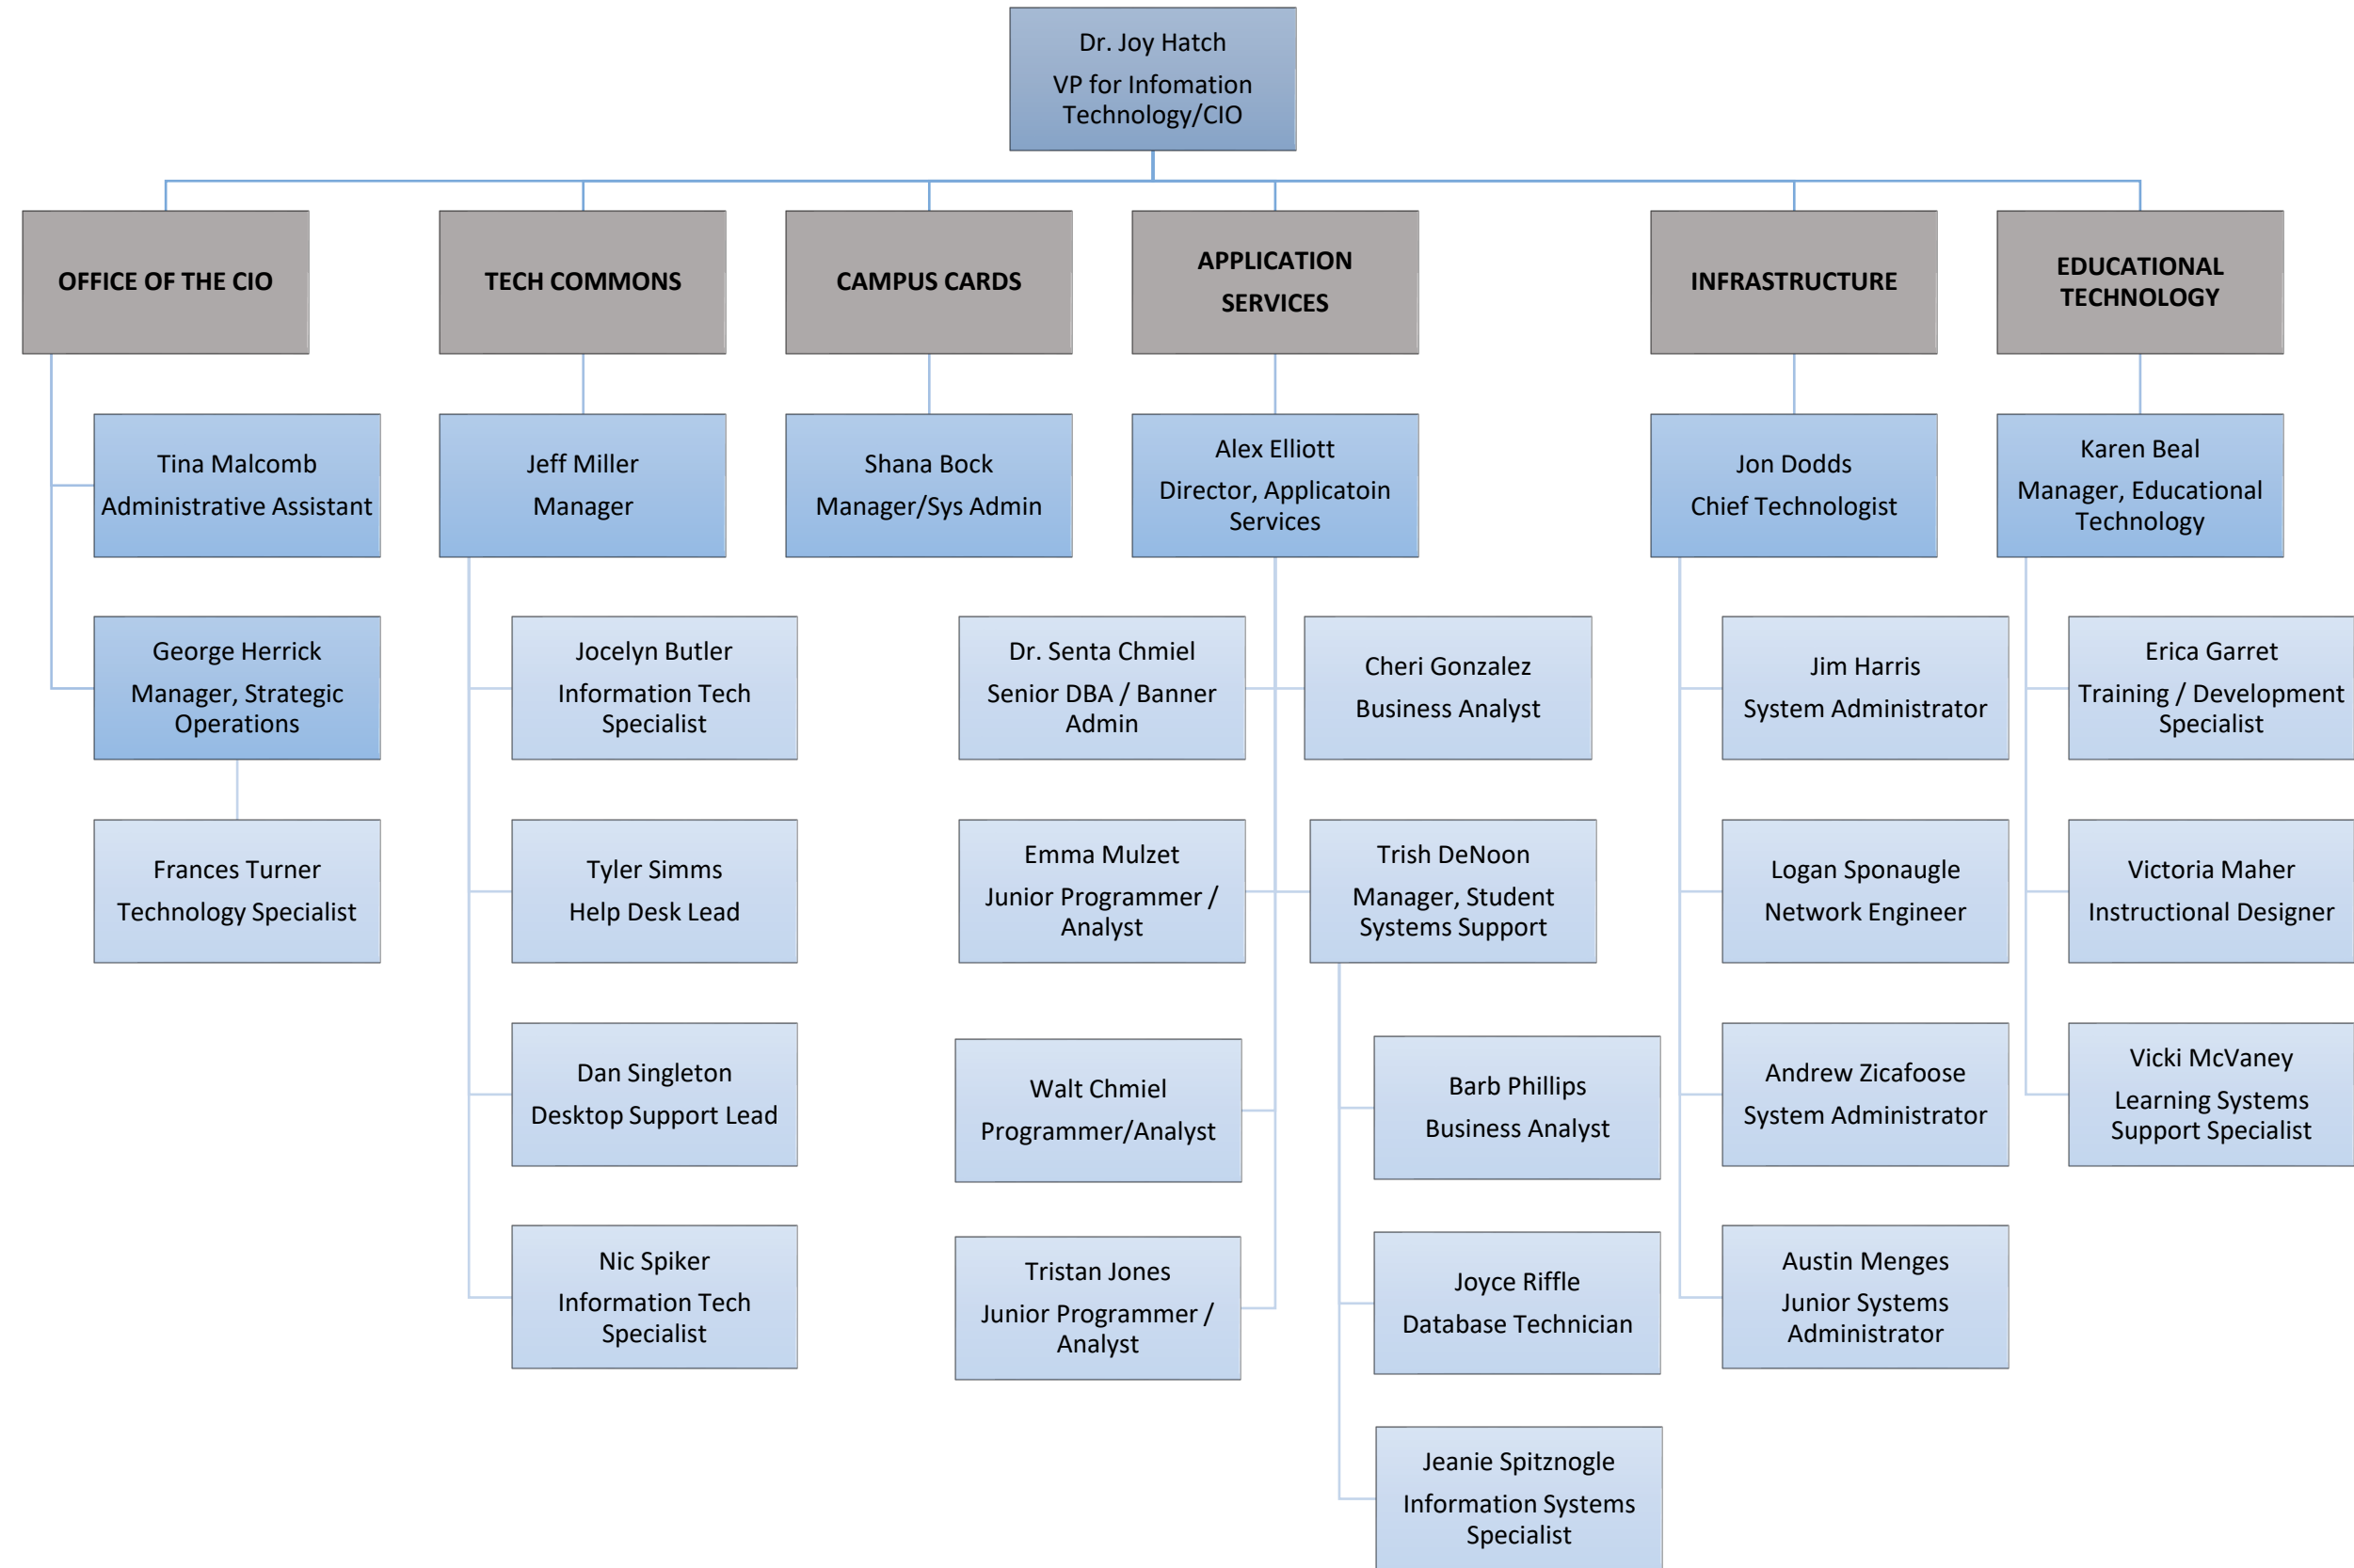 Dr. Joy Hatch
VP for Infomation
Technology/CIO
OFFICE OF THE CIO
TECH COMMONS
CAMPUS CARDS
APPLICATION
SERVICES
INFRASTRUCTURE
EDUCATIONAL
TECHNOLOGY
Tina Malcomb
Administrative Assistant
Jeff Miller
Manager
Shana Bock
Manager/Sys Admin
Alex Elliott
Director, Applicatoin
Services
Jon Dodds
Chief Technologist
Karen Beal
Manager, Educational
Technology
George Herrick
Manager, Strategic
Operations
Jocelyn Butler
Information Tech
Specialist
Dr. Senta Chmiel
Senior DBA / Banner
Admin
Cheri Gonzalez
Business Analyst
Jim Harris
System Administrator
Erica Garret
Training / Development
Specialist
Frances Turner
Technology Specialist
Tyler Simms
Help Desk Lead
Emma Mulzet
Junior Programmer /
Analyst
Trish DeNoon
Manager, Student
Systems Support
Logan Sponaugle
Network Engineer
Victoria Maher
Instructional Designer
Dan Singleton
Desktop Support Lead
Walt Chmiel
Programmer/Analyst
Barb Phillips
Business Analyst
Andrew Zicafoose
System Administrator
Vicki McVaney
Learning Systems
Support Specialist
Nic Spiker
Information Tech
Specialist
Tristan Jones
Junior Programmer /
Analyst
Joyce Riffle
Database Technician
Austin Menges
Junior Systems
Administrator
Jeanie Spitznogle
Information Systems
Specialist